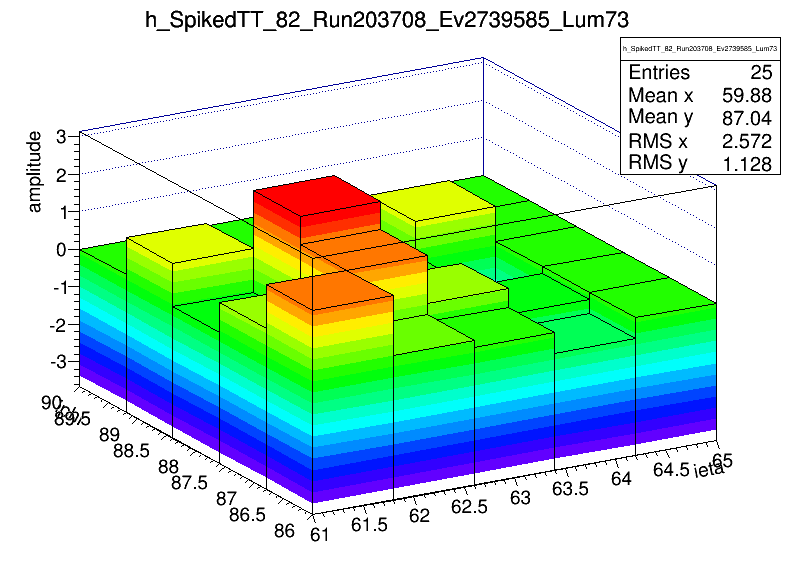 h_SpikedTT_82_Run203708_Ev2739585_Lum73
h_SpikedTT_82_Run203708_Ev2739585_Lum73
Entries 25
Mean x 59.88
Mean y 87.04
RMS x 2.572
RMS y 1.128
amplitude
3
2
1
0
-1
-2
-3
90
89.5
89
88.5
88
87.5
87
86.5
86
61
61.5
62
62.5
63
63.5
64
64.5
65
ieta